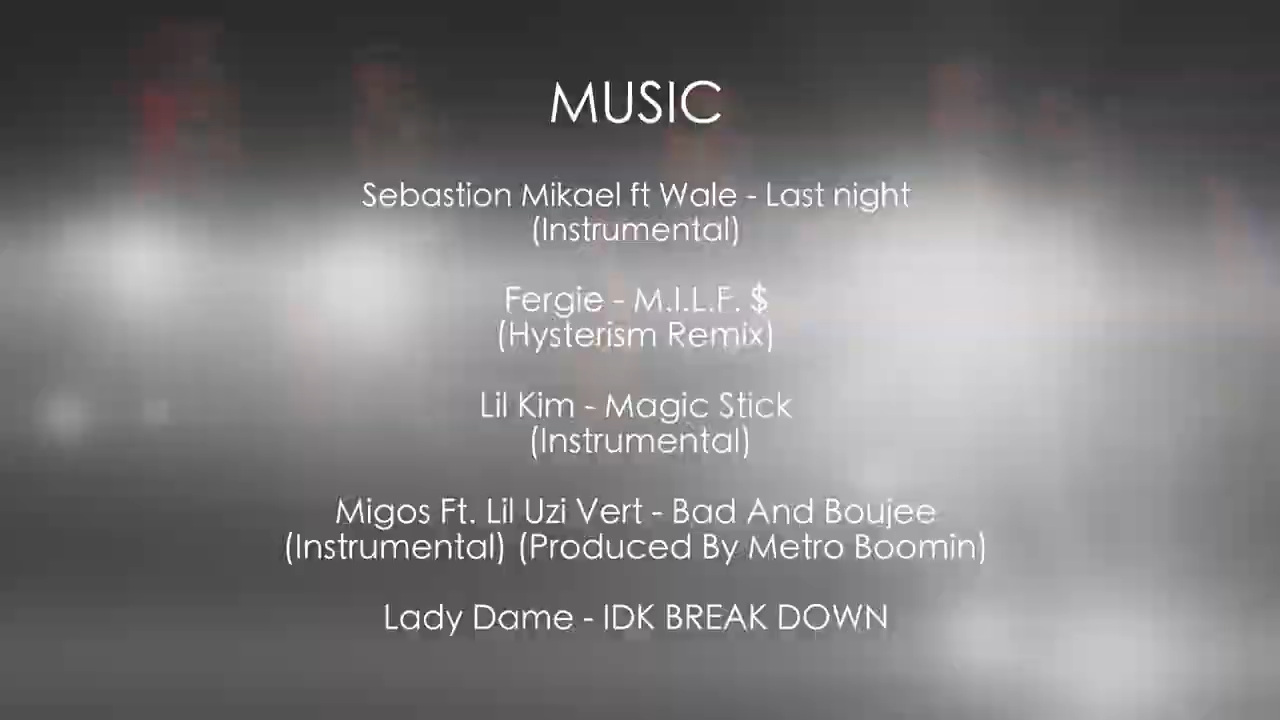 MUSIC
Sebastion Mikael ft Wale - Last night
(Instrumental)
Fergie - M.I.L.F. $
(Hysterism Remix)
Lil Kim - Magic Stick
(Instrumental)
Migos Ft. Lil Uzi Vert - Bad And Boujee
(Instrumental) (Produced By Metro Boomin)
Lady Dame - IDK BREAK DOWN